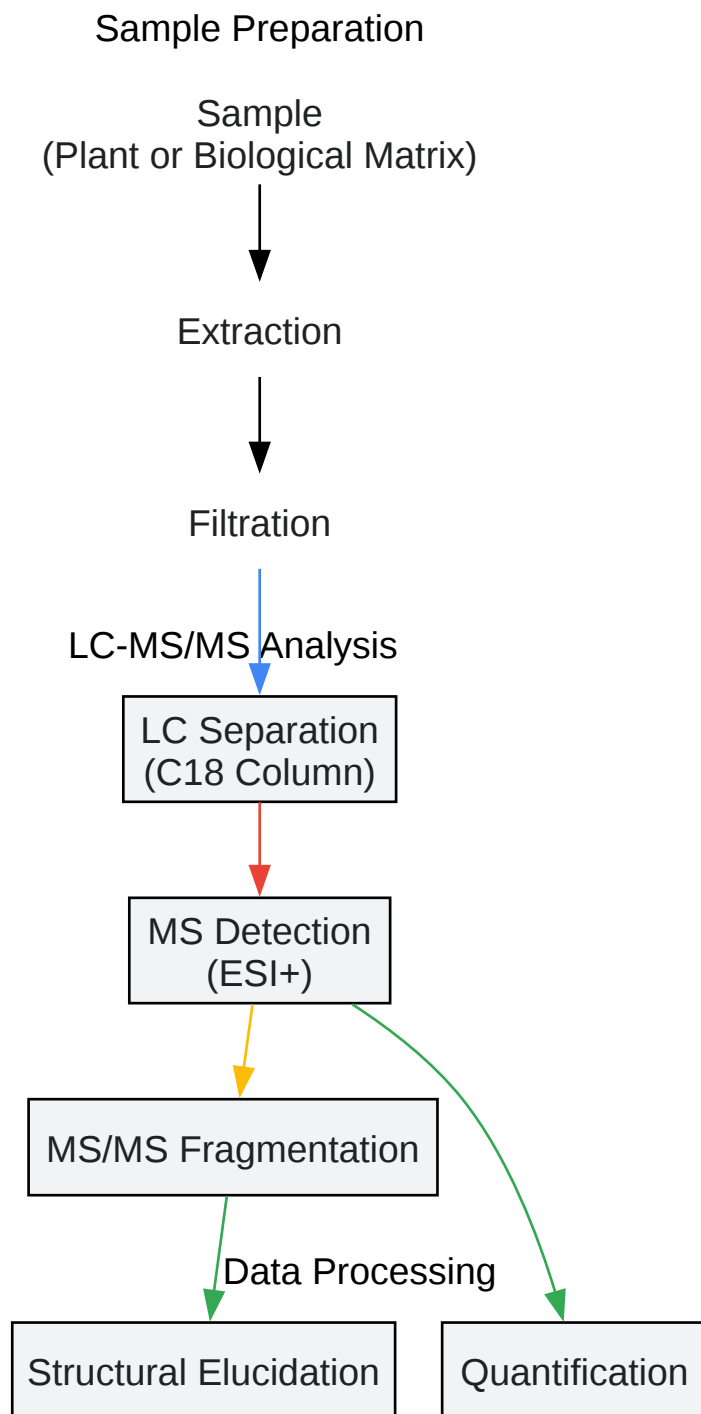 Sample Preparation
Sample
(Plant or Biological Matrix)
Extraction
Filtration
LC-MS/MS Analysis
LC Separation
(C18 Column)
MS Detection
(ESI+)
MS/MS Fragmentation
Data Processing
Structural Elucidation
Quantification